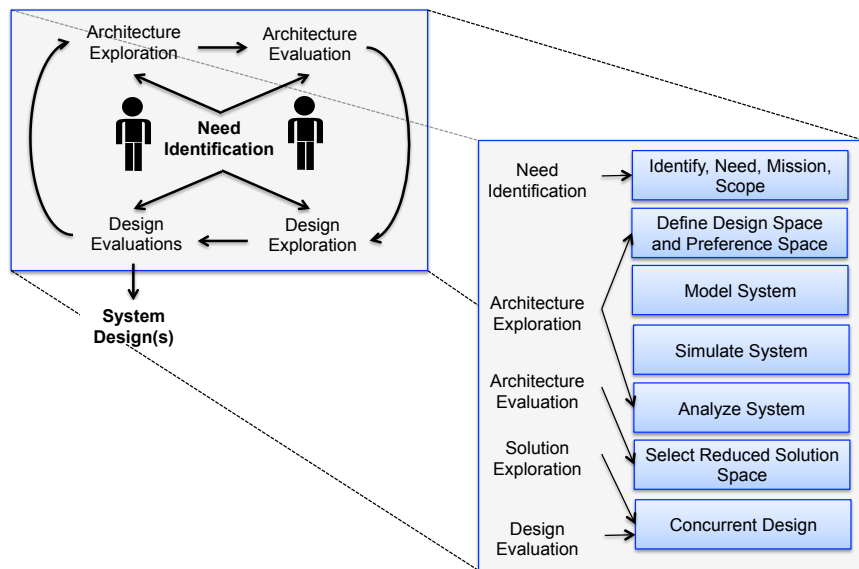 Architecture
Exploration
Architecture
Evaluation
Need
Identification
Design
Evaluations
Design
Exploration
System
Design(s)
Need
Identification
Identify, Need, Mission,
Scope
Define Design Space
and Preference Space
Architecture
Exploration
Model System
Simulate System
Architecture
Evaluation
Analyze System
Solution
Exploration
Select Reduced Solution
Space
Design
Evaluation
Concurrent Design